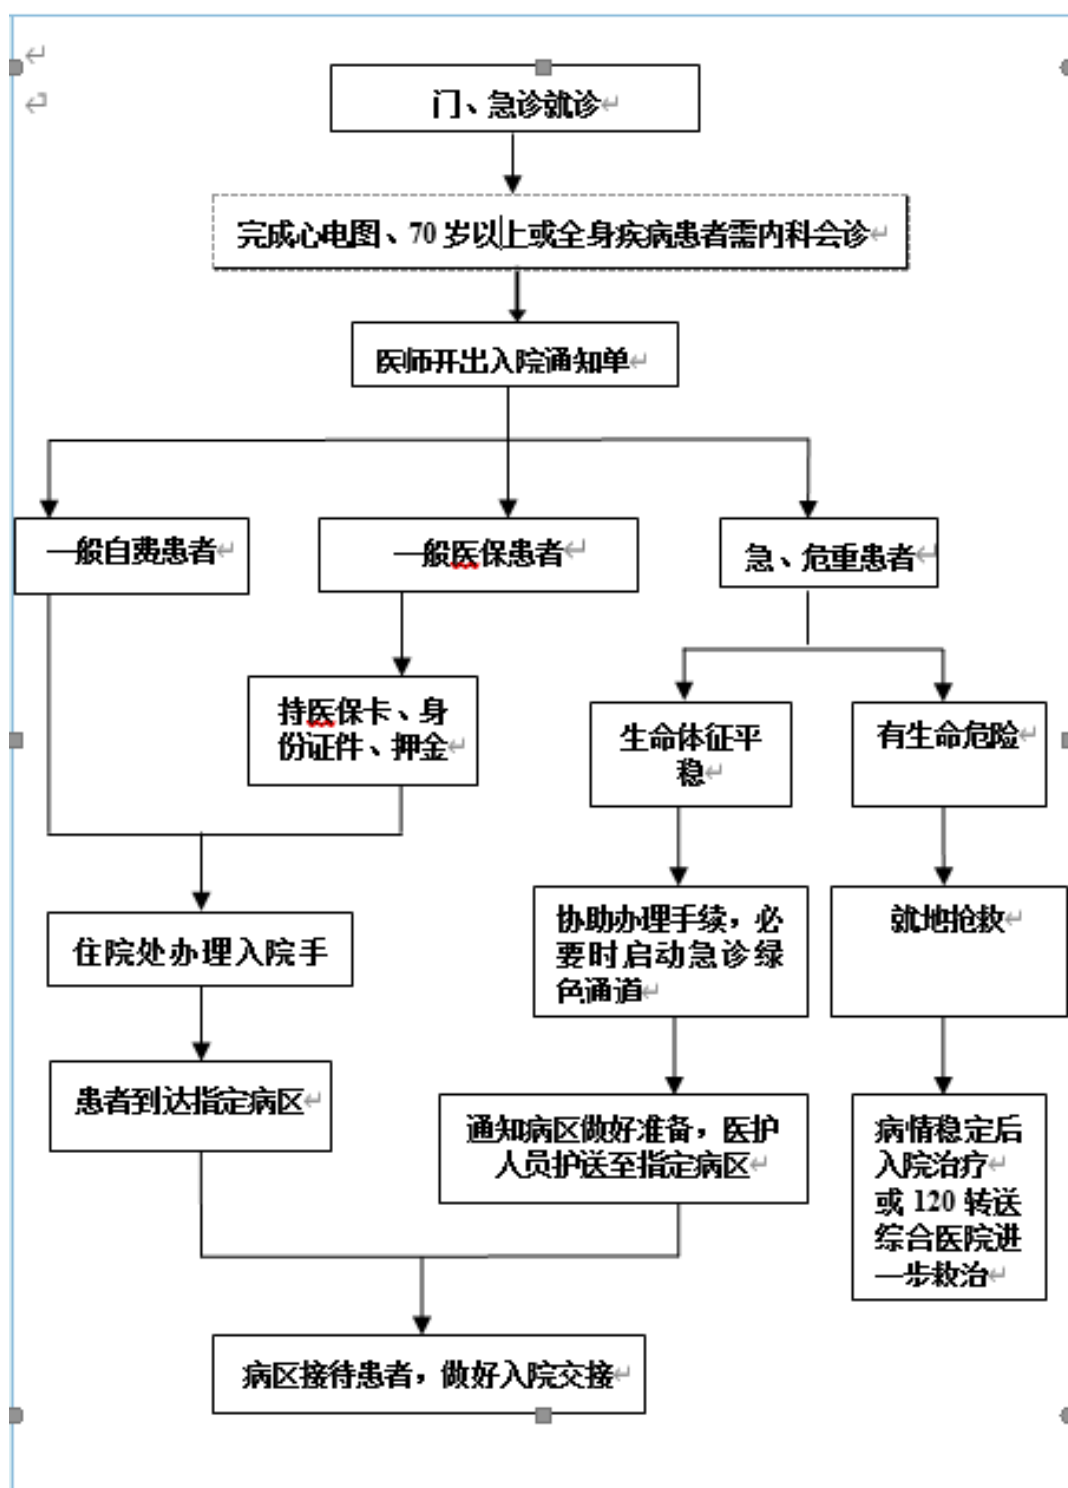 门、急诊就诊
完成心电图、70 岁以上或全身疾病患者需内科会诊
医师开出入院通知单
一般自费患者
一般医保患者
急、危重患者
持医保卡、身
份证件、押金
生命体征平
稳
有生命危险
协助办理手续，必
要时启动急诊绿
色通道
就地抢救
住院处办理入院手
患者到达指定病区
通知病区做好准备，医护
人员护送至指定病区
病情稳定后
入院治疗
或 120 转送
综合医院进
一步救治
病区接待患者，做好入院交接